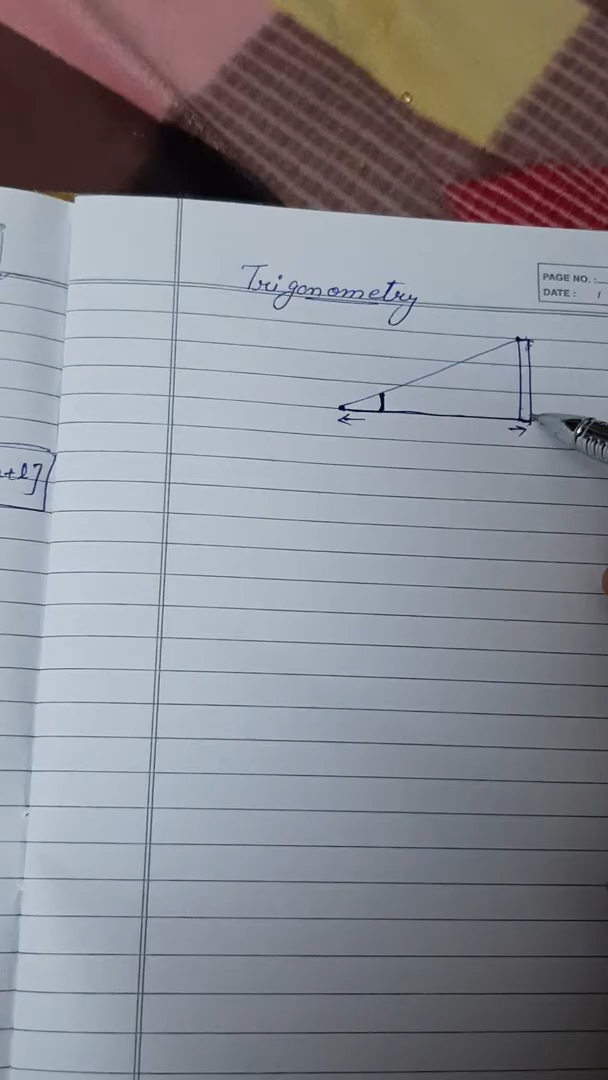 Trigonometry
PAGE NO. :
DATE : /
+l]